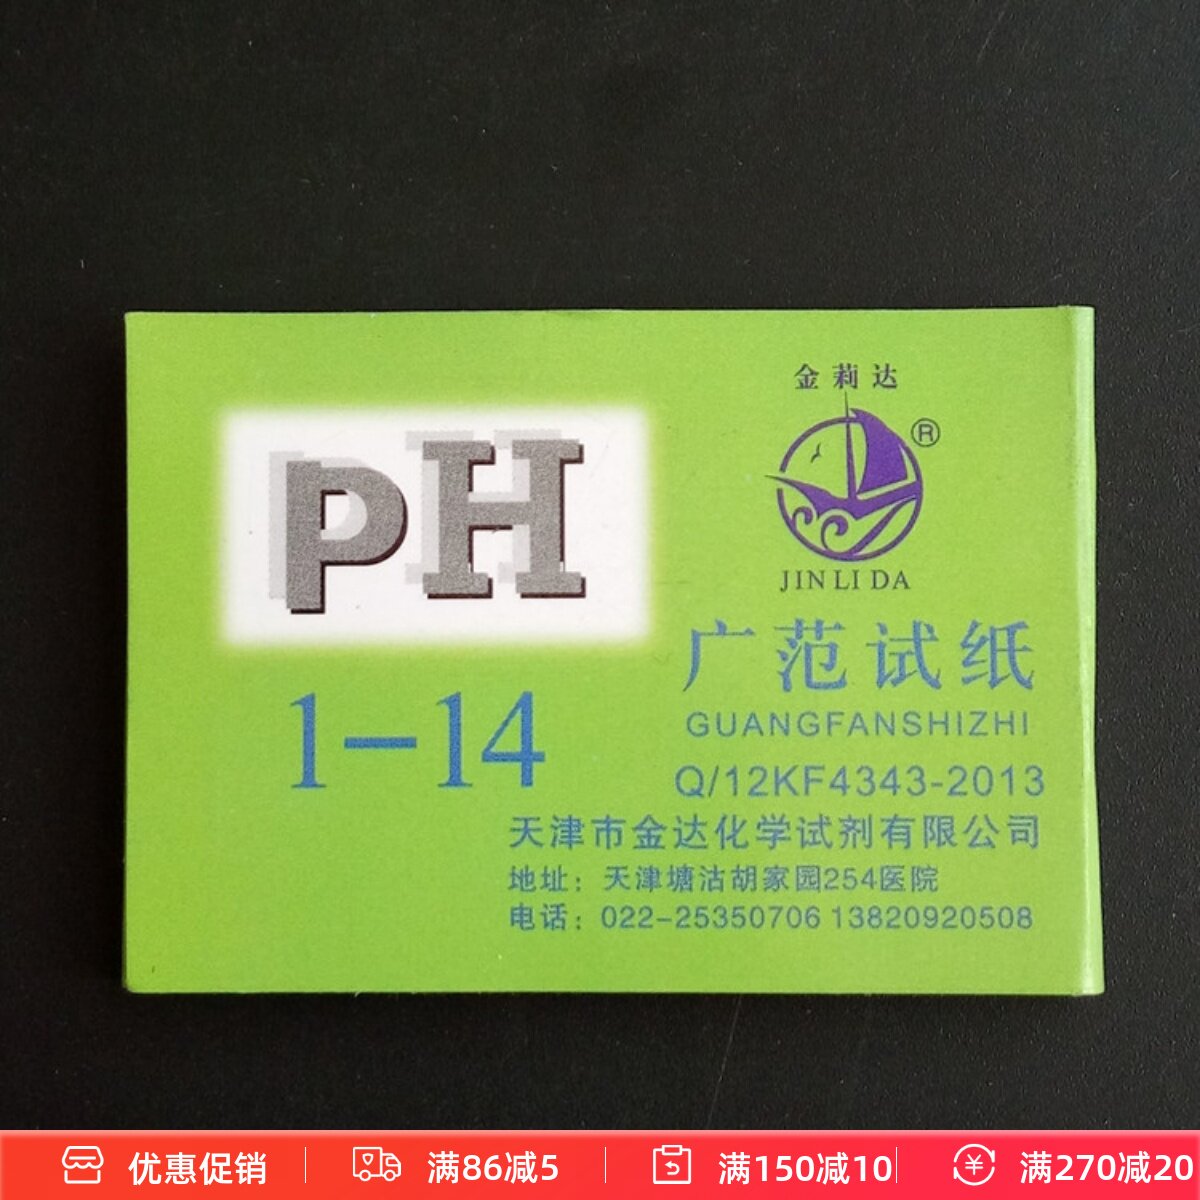 金莉达
®
JINLIDA
pH
1-14
广范试纸
GUANGFANSHIZHI
Q/12KF4343-2013
天津市金达化学试剂有限公司
地址：天津塘沽胡家园254医院
电话：022-25350706 13820920508
优惠促销 满86减5 满150减10 满270减20